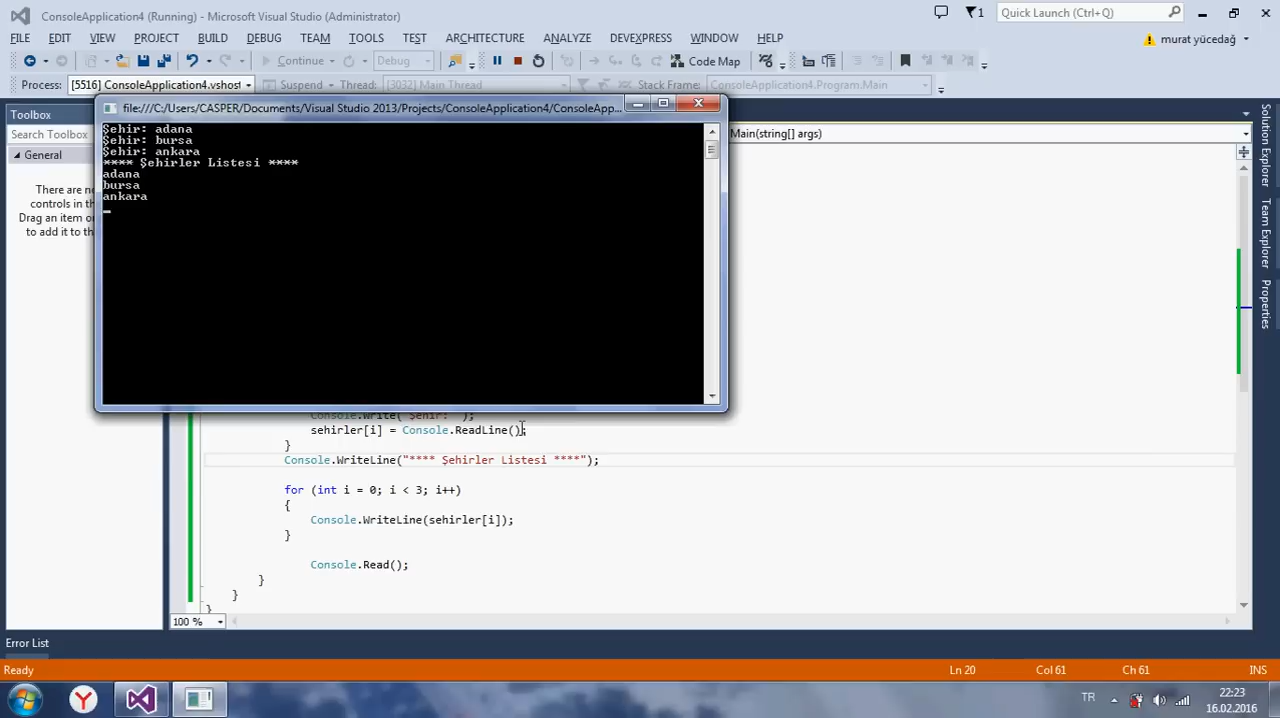 ConsoleApplication4 (Running) - Microsoft Visual Studio (Administrator)
1
Quick Launch (Ctrl+Q)
FILE EDIT VIEW PROJECT BUILD DEBUG TEAM TOOLS TEST ARCHITECTURE ANALYZE DEVEXPRESS WINDOW HELP
murat yücedağ
Continue Debug Code Map
Process: [5516] ConsoleApplication4.vshost Suspend Thread: [3032] Main Thread Stack Frame: ConsoleApplication4.Program.Main
Toolbox
file:///C:/Users/CASPER/Documents/Visual Studio 2013/Projects/ConsoleApplication4/ConsoleApp...
Search Toolbox
Main(string[] args)
General
Şehir: adana
Şehir: bursa
Şehir: ankara
**** Şehirler Listesi ****
adana
bursa
ankara
There are no
controls in th
Drag an item on
to add it to th
Solution Explorer
Team Explorer
Properties
Console.Write("Şehir: ");
sehirler[i] = Console.ReadLine();
}
Console.WriteLine("**** Şehirler Listesi ****");
for (int i = 0; i < 3; i++)
{
Console.WriteLine(sehirler[i]);
}
Console.Read();
}
}
}
100 %
Error List
Ready Ln 20 Col 61 Ch 61 INS
TR
22:23
16.02.2016